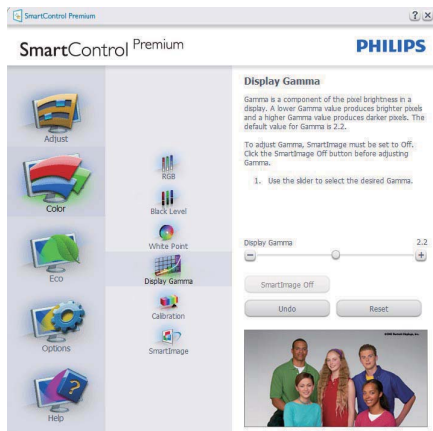 SmartControl Premium
? x
SmartControl Premium
PHILIPS
Adjust
Color
Eco
Options
Help
RGB
Black Level
White Point
Display Gamma
Calibration
SmartImage
Display Gamma
Gamma is a component of the pixel brightness in a
display. A lower Gamma value produces brighter pixels
and a higher Gamma value produces darker pixels. The
default value for Gamma is 2.2.
To adjust Gamma, SmartImage must be set to Off.
Click the SmartImage Off button before adjusting
Gamma.
1. Use the slider to select the desired Gamma.
Display Gamma 2.2
SmartImage Off
Undo Reset